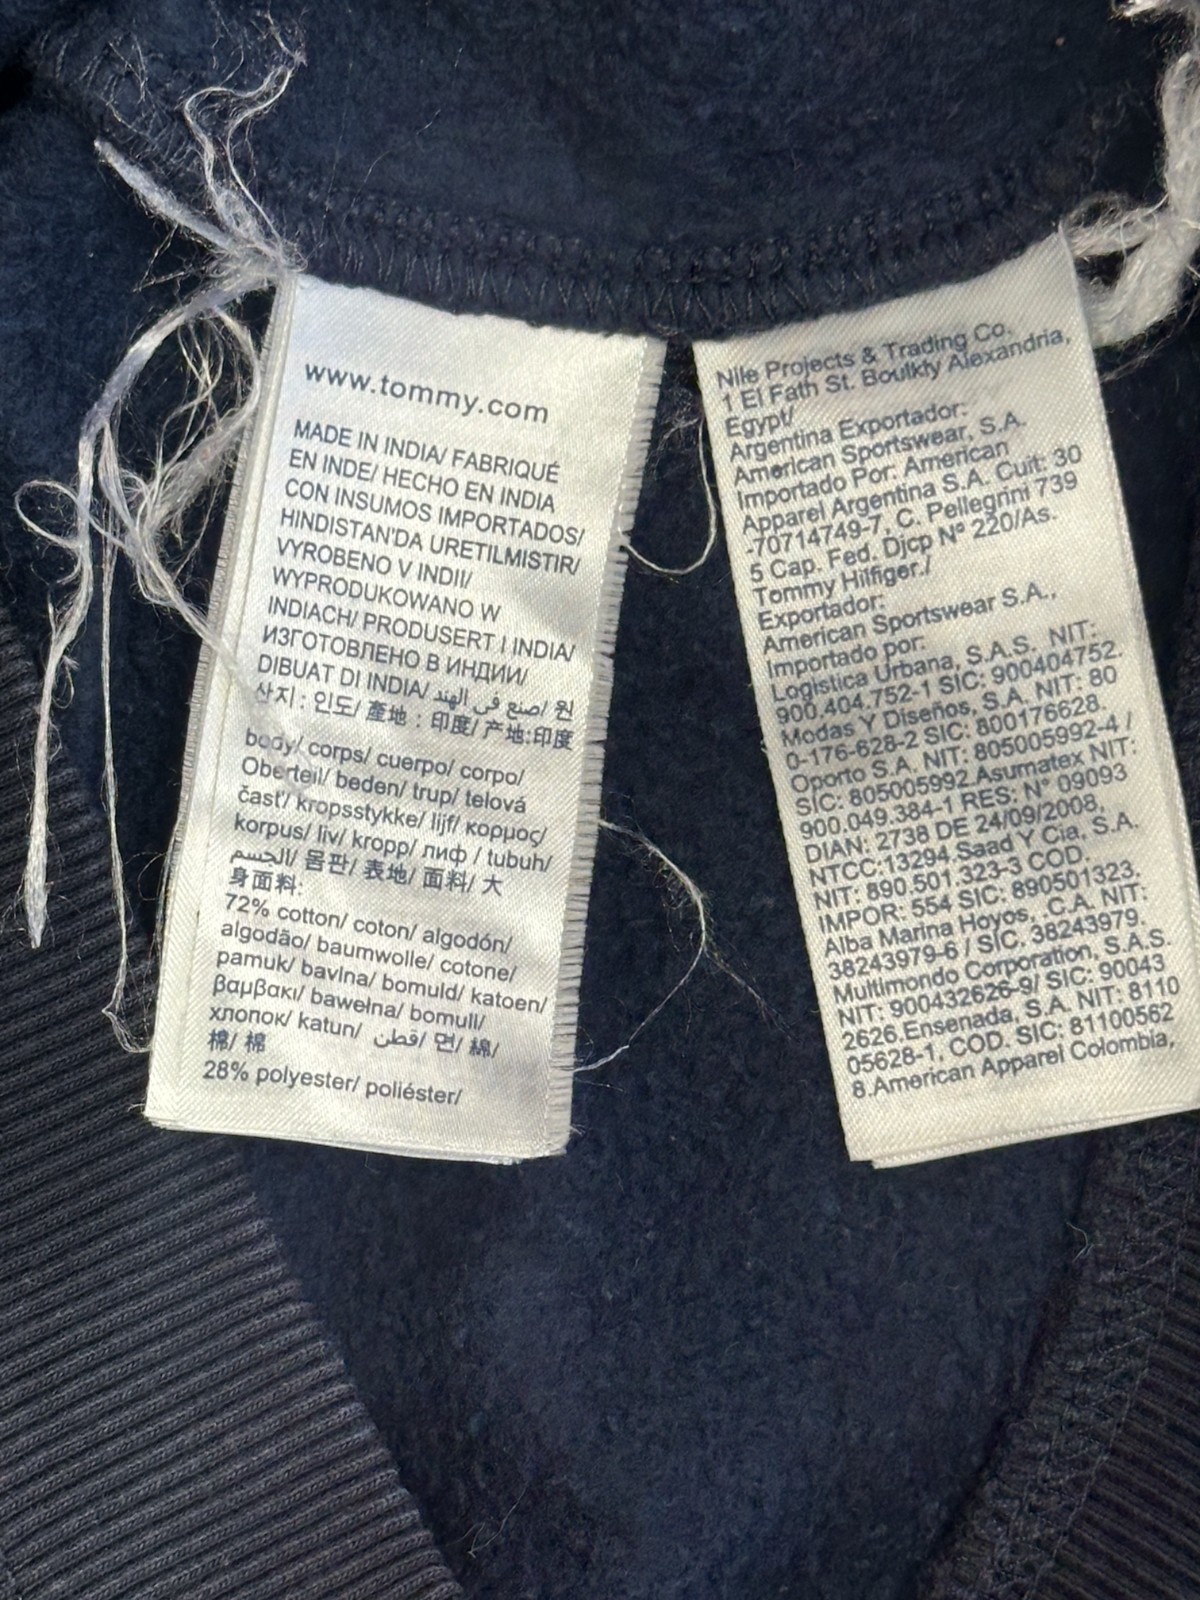 www.tommy.com
MADE IN INDIA/ FABRIQUÉ
EN INDE/ HECHO EN INDIA
CON INSUMOS IMPORTADOS/
HINDISTAN'DA URETILMISTIR/
VYROBENO V INDII/
WYPRODUKOWANO W
INDIACH/ PRODUSERT I INDIA/
ИЗГОТОВЛЕНО В ИНДИИ/
DIBUAT DI INDIA/ صنع في الهند/ 원
산지 : 인도/ 產地 : 印度/ 产地:印度
body/ corps/ cuerpo/ corpo/
Oberteil/ beden/ trup/ telová
časť/ kropsstykke/ lijf/ κορμος/
korpus/ liv/ kropp/ лиф / tubuh/
الجسم/ 몸판/ 表地/ 面料/ 大
身面料:
72% cotton/ coton/ algodón/
algodão/ baumwolle/ cotone/
pamuk/ bavlna/ bomuld/ katoen/
βαμβακι/ bawełna/ bomull/
хлопок/ katun/ قطن/ 면/ 綿/
棉/ 棉
28% polyester/ poliéster/
Nile Projects & Trading Co.
1 El Fath St. Boulkly Alexandria,
Egypt/
Argentina Exportador:
American Sportswear, S.A.
Importado Por: American
Apparel Argentina S.A. Cuit: 30
-70714749-7, C. Pellegrini 739
5 Cap. Fed. Djcp Nº 220/As.
Tommy Hilfiger./
Exportador:
American Sportswear S.A.,
Importado por:
Logistica Urbana, S.A.S. NIT:
900.404.752-1 SIC: 900404752.
Modas Y Diseños, S.A. NIT: 80
0-176-628-2 SIC: 800176628.
Oporto S.A. NIT: 805005992-4 /
SIC: 805005992.Asumatex NIT:
900.049.384-1 RES: N° 09093
DIAN: 2738 DE 24/09/2008,
NTCC:13294.Saad Y Cia, S.A.
NIT: 890.501.323-3 COD.
IMPOR: 554 SIC: 890501323.
Alba Marina Hoyos, .C.A. NIT:
38243979-6 / SIC. 38243979.
Multimondo Corporation, S.A.S.
NIT: 900432626-9/ SIC: 90043
2626.Ensenada, S.A. NIT: 8110
05628-1, COD. SIC: 81100562
8.American Apparel Colombia,